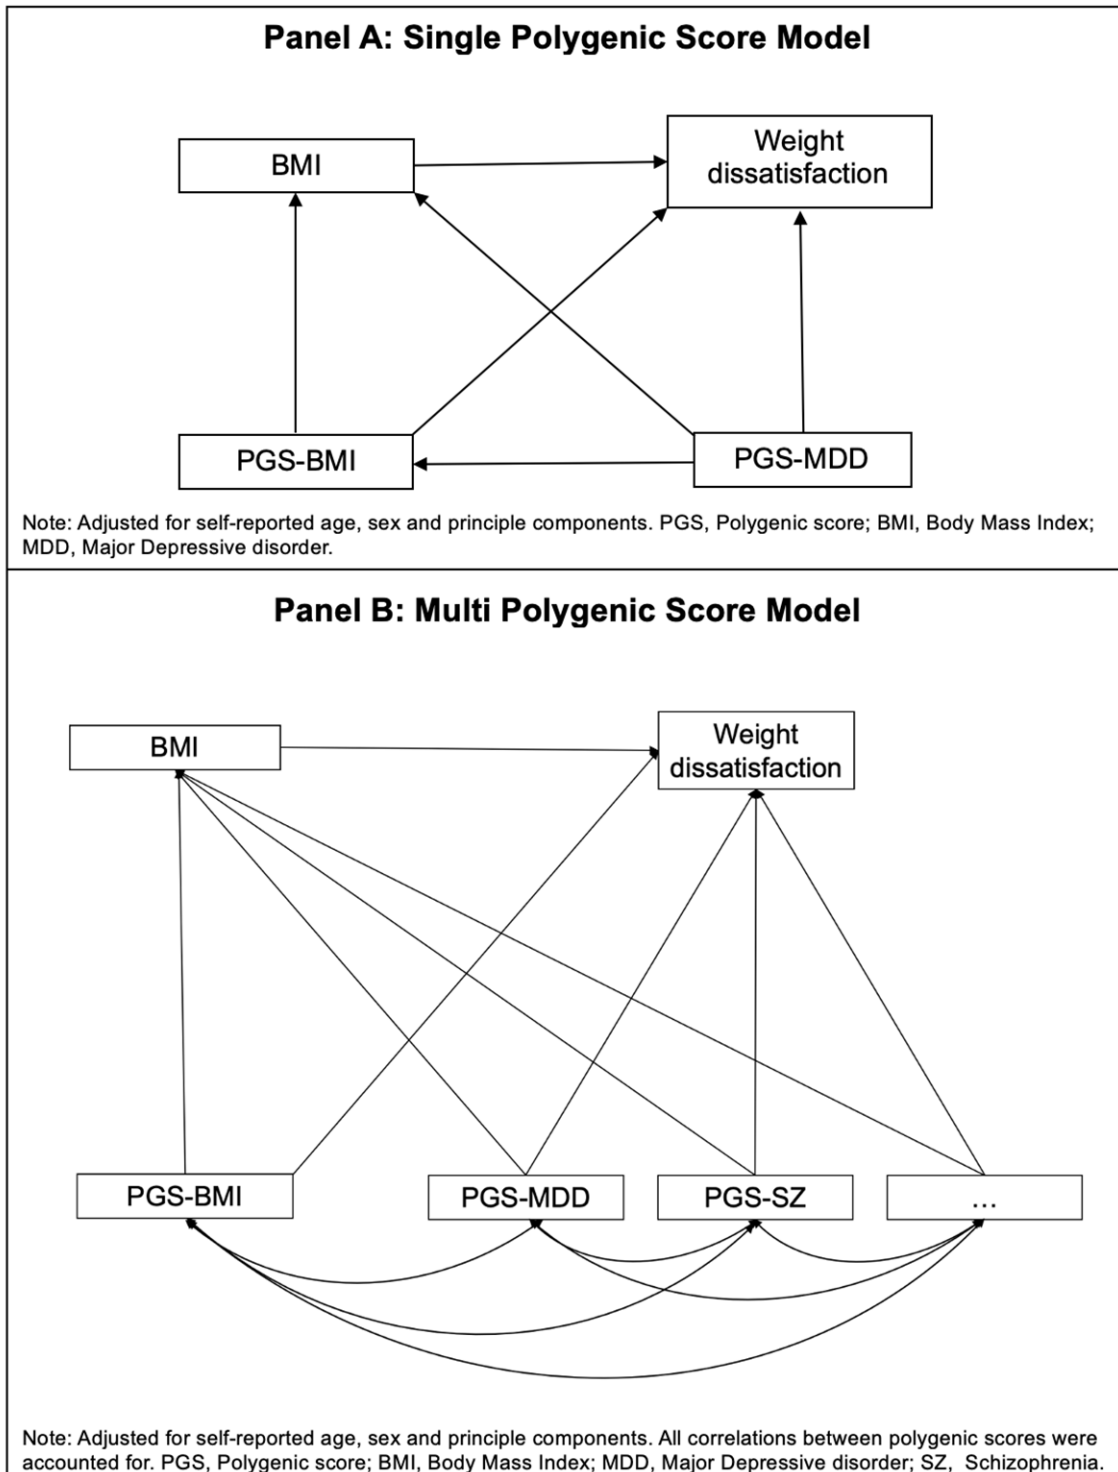 Panel A: Single Polygenic Score Model
BMI
Weight
dissatisfaction
PGS-BMI
PGS-MDD
Note: Adjusted for self-reported age, sex and principle components. PGS, Polygenic score; BMI, Body Mass Index;
MDD, Major Depressive disorder.
Panel B: Multi Polygenic Score Model
BMI
Weight
dissatisfaction
PGS-BMI
PGS-MDD
PGS-SZ
...
Note: Adjusted for self-reported age, sex and principle components. All correlations between polygenic scores were
accounted for. PGS, Polygenic score; BMI, Body Mass Index; MDD, Major Depressive disorder; SZ, Schizophrenia.